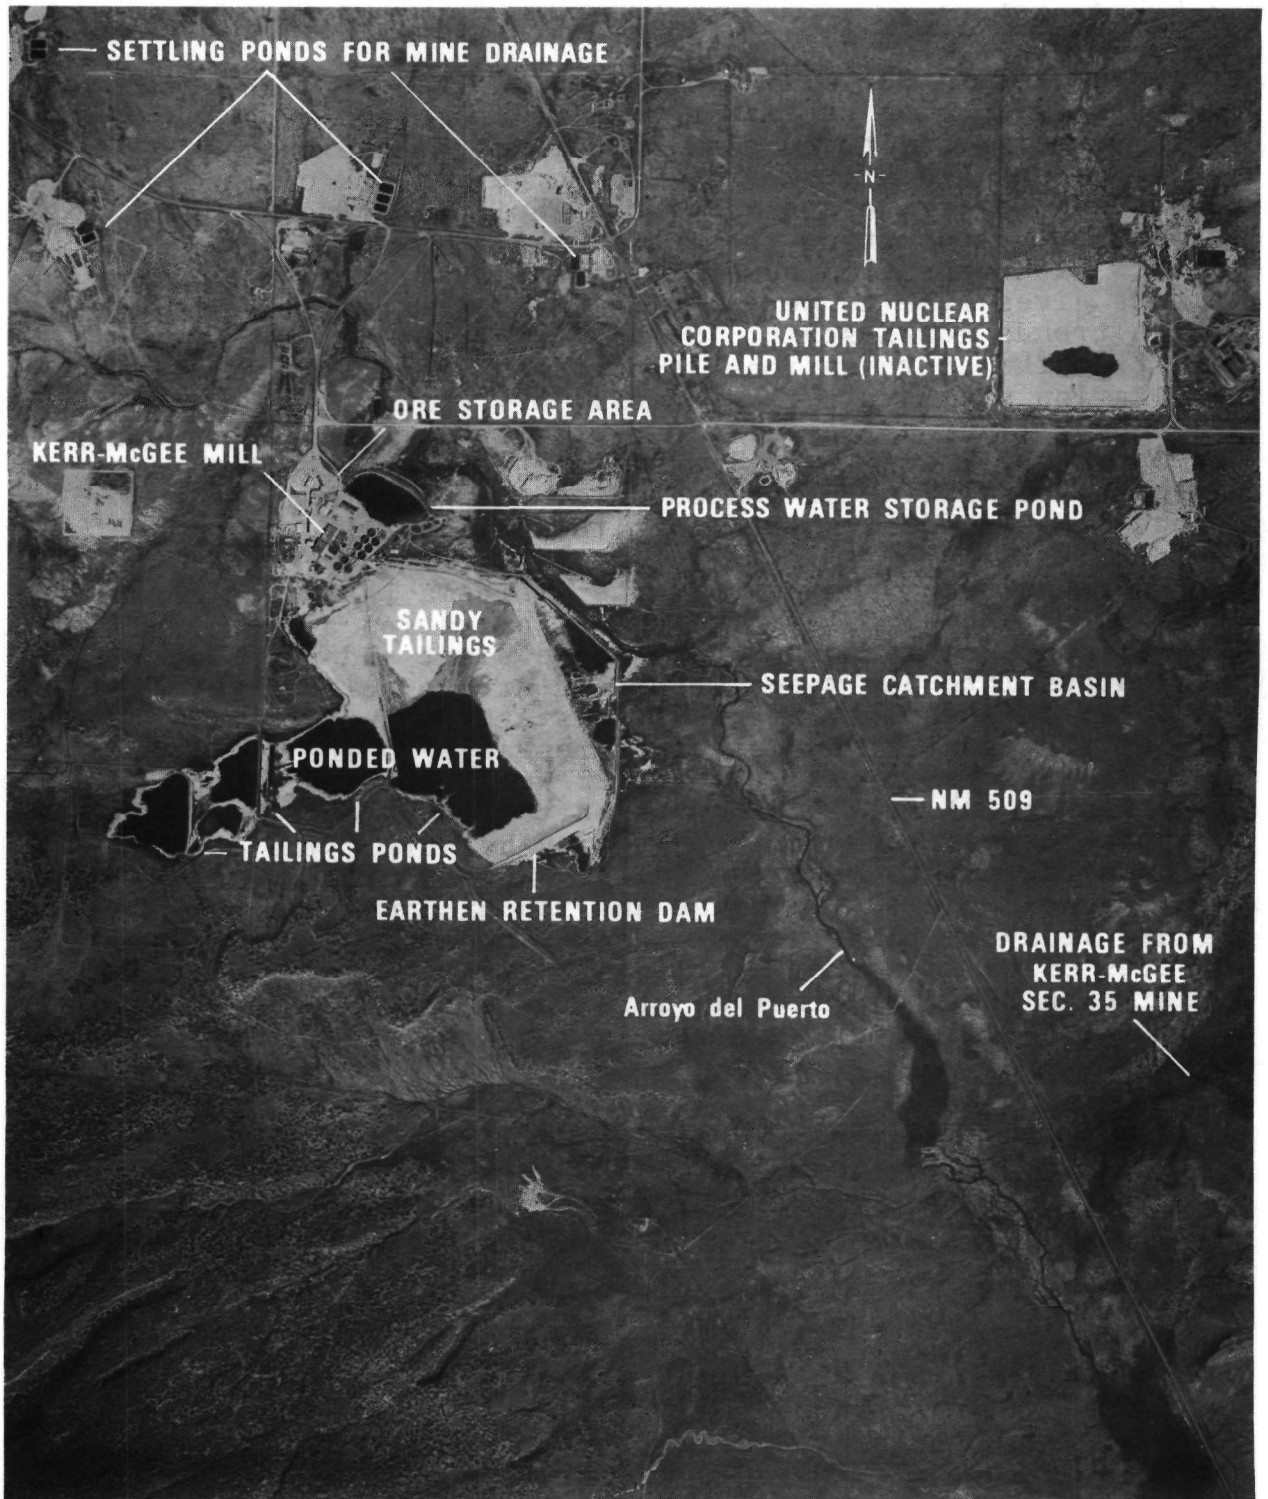 SETTLING PONDS FOR MINE DRAINAGE
N
UNITED NUCLEAR
CORPORATION TAILINGS
PILE AND MILL (INACTIVE)
ORE STORAGE AREA
KERR-McGEE MILL
PROCESS WATER STORAGE POND
SANDY
TAILINGS
SEEPAGE CATCHMENT BASIN
PONDED WATER
NM 509
TAILINGS PONDS
EARTHEN RETENTION DAM
DRAINAGE FROM
KERR-McGEE
SEC. 35 MINE
Arroyo del Puerto